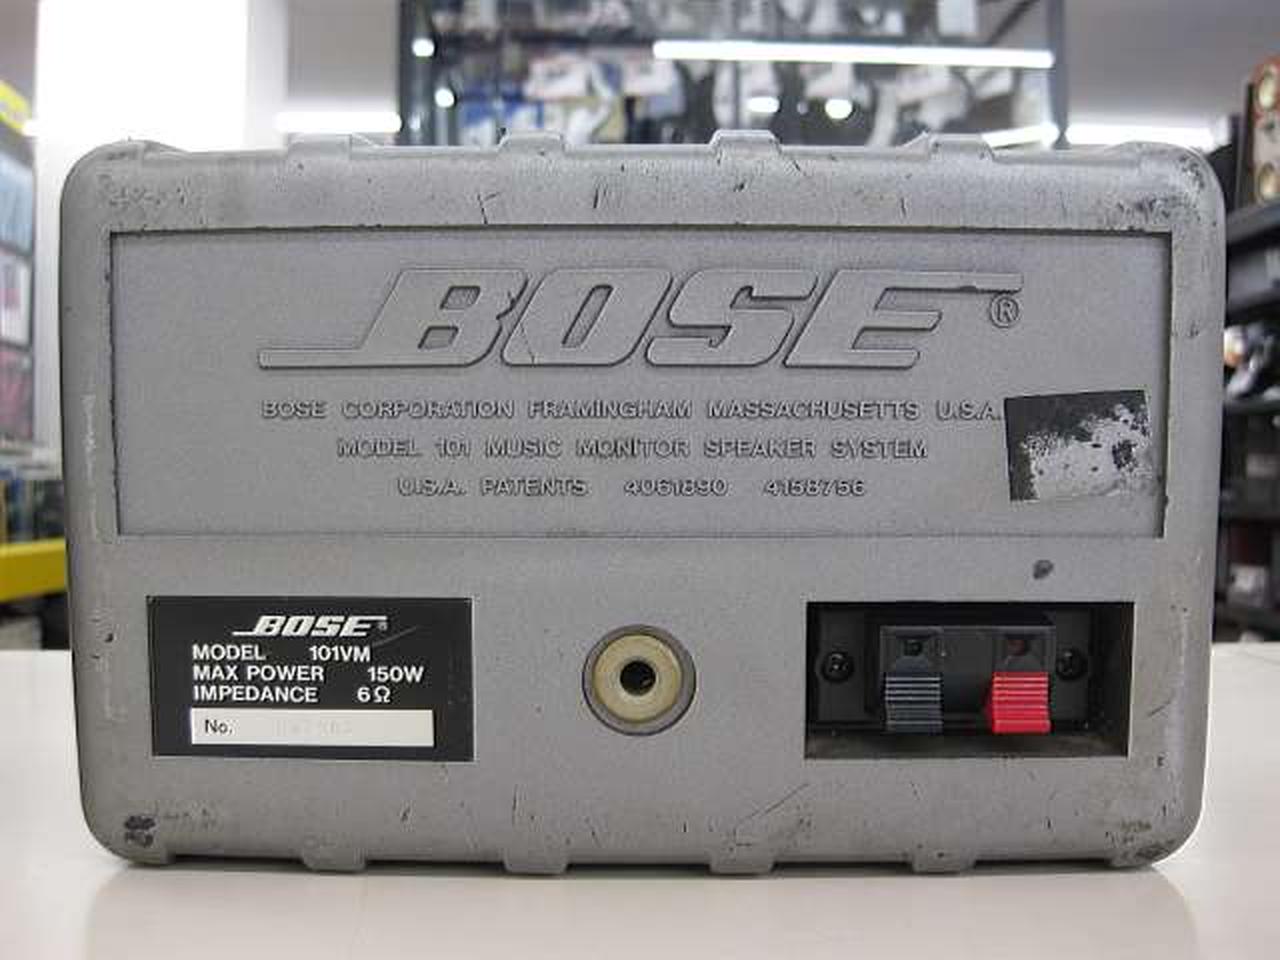 BOSE®
BOSE CORPORATION FRAMINGHAM MASSACHUSETTS U.S.A.
MODEL 101 MUSIC MONITOR SPEAKER SYSTEM
U.S.A. PATENTS 4061890 4158756
BOSE®
MODEL 101VM
MAX POWER 150W
IMPEDANCE 6Ω
No.